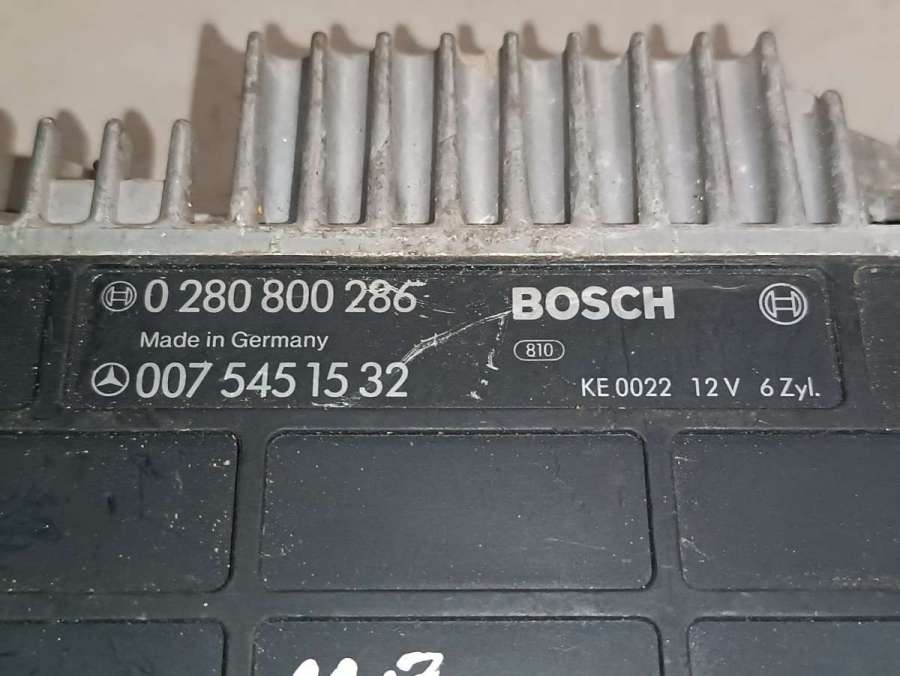 0 280 800 286 BOSCH
Made in Germany 810
007 545 15 32 KE 0022 12 V 6 Zyl.